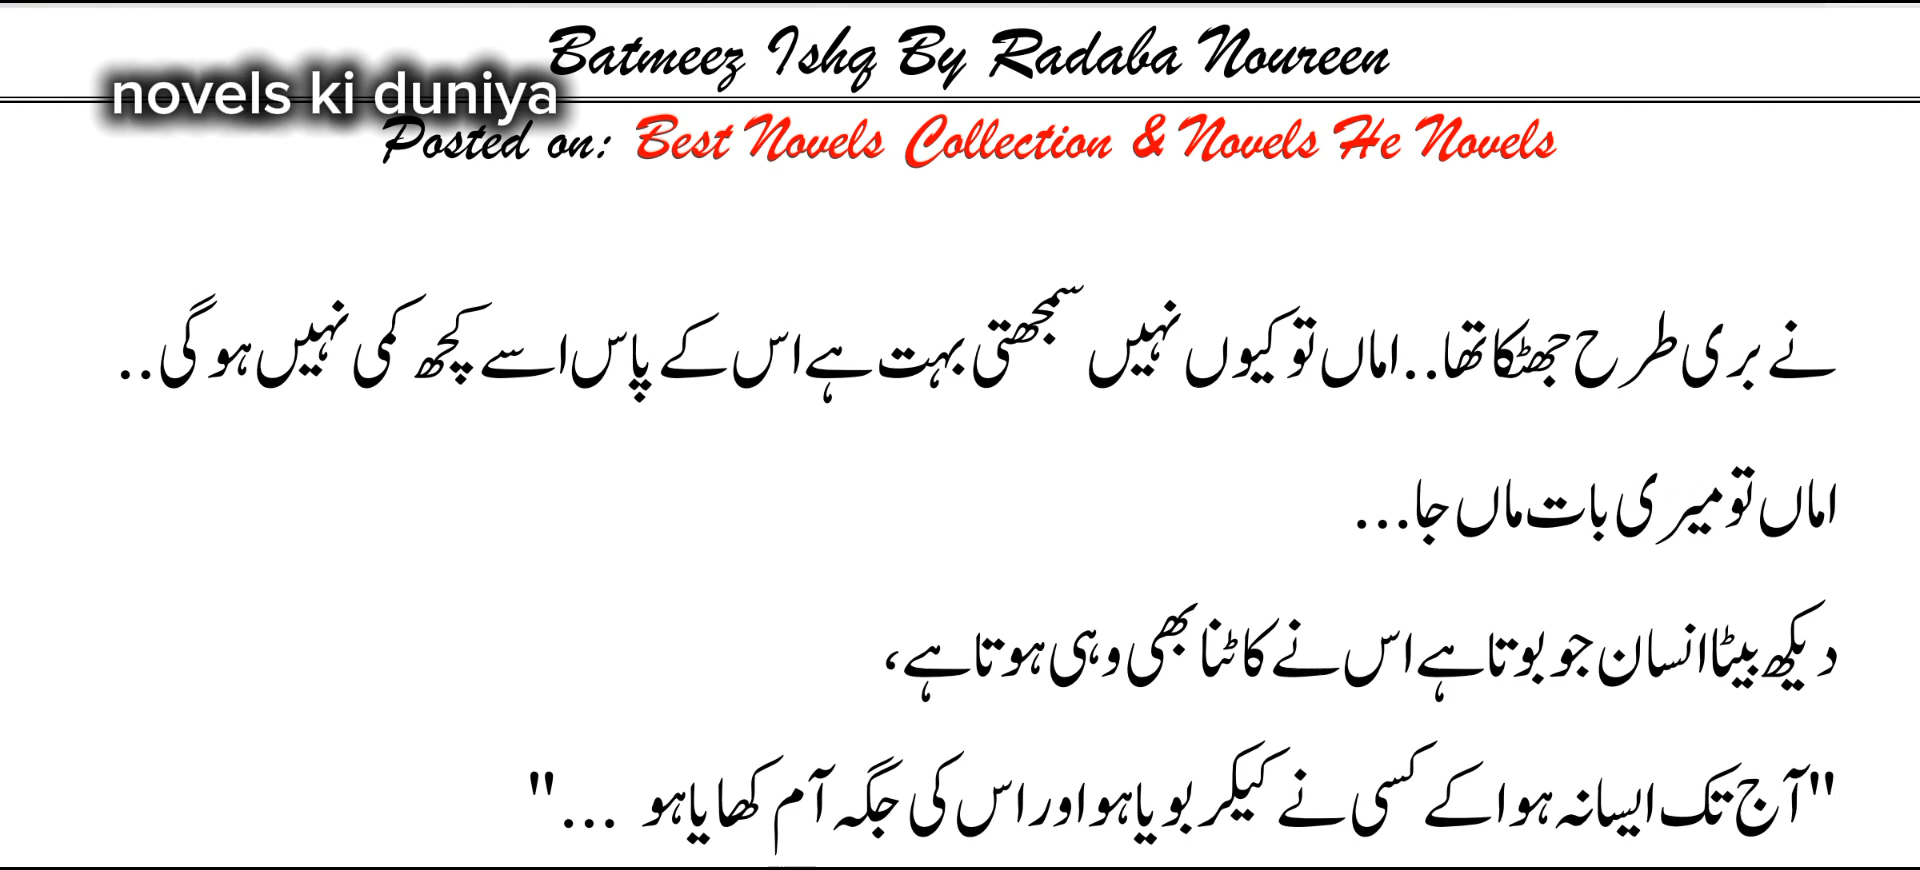 Batmeez Ishq By Radaba Noureen
novels ki duniya
Posted on: Best Novels Collection & Novels He Novels
نے بری طرح جھٹکا تھا..اماں تو کیوں نہیں سمجھتی بہت ہے اس کے پاس اسے کچھ کمی نہیں ہو گی..
اماں تو میری بات ماں جا...
دیکھ بیٹا انسان جو بوتا ہے اس نے کاٹنا بھی وہی ہوتا ہے،
"آج تک ایسا نہ ہوا کے کسی نے کیکر بویا ہو اور اس کی جگہ آم کھایا ہو ..."